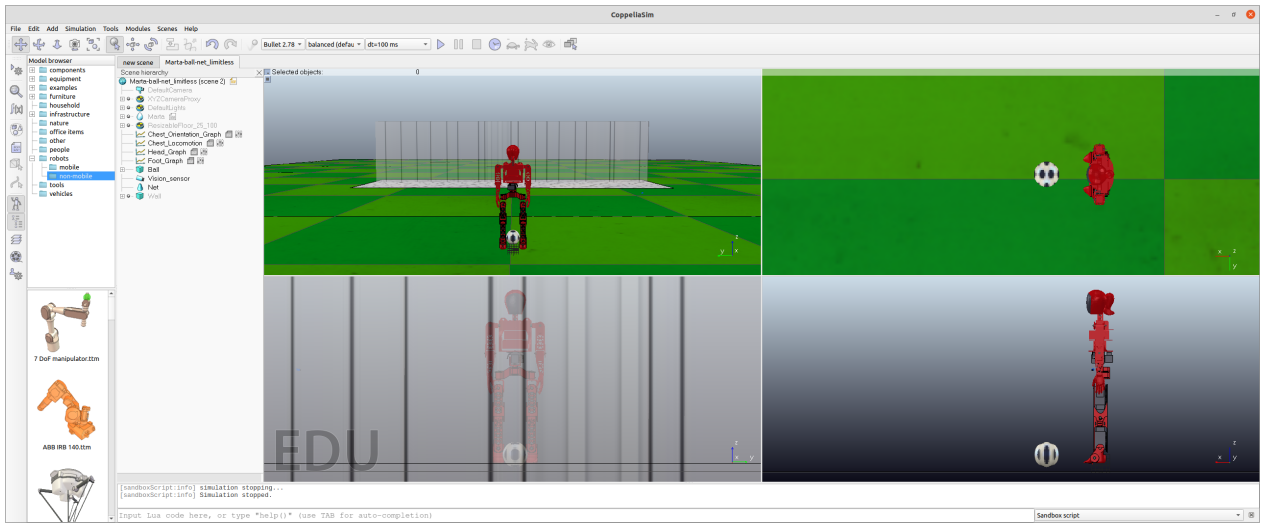 CoppeliaSim
File Edit Add Simulation Tools Modules Scenes Help
Bullet 2.78 balanced (defau dt=100 ms
Model browser
components
equipment
examples
furniture
household
infrastructure
nature
office items
other
people
robots
mobile
non-mobile
tools
vehicles
7 DoF manipulator.ttm
ABB IRB 140.ttm
new scene Marta-ball-net_limitless
Scene hierarchy
Marta-ball-net_limitless (scene 2)
DefaultCamera
XYZCameraProxy
DefaultLights
Marta
ResizableFloor_25_100
Chest_Orientation_Graph
Chest_Locomotion
Head_Graph
Foot_Graph
Ball
Vision_sensor
Net
Wall
Selected objects: 0
z
y x
x z
y
EDU
z
x y
z
x y
[sandboxScript:info] simulation stopping...
[sandboxScript:info] Simulation stopped.
Input Lua code here, or type "help()" (use TAB for auto-completion)
Sandbox script